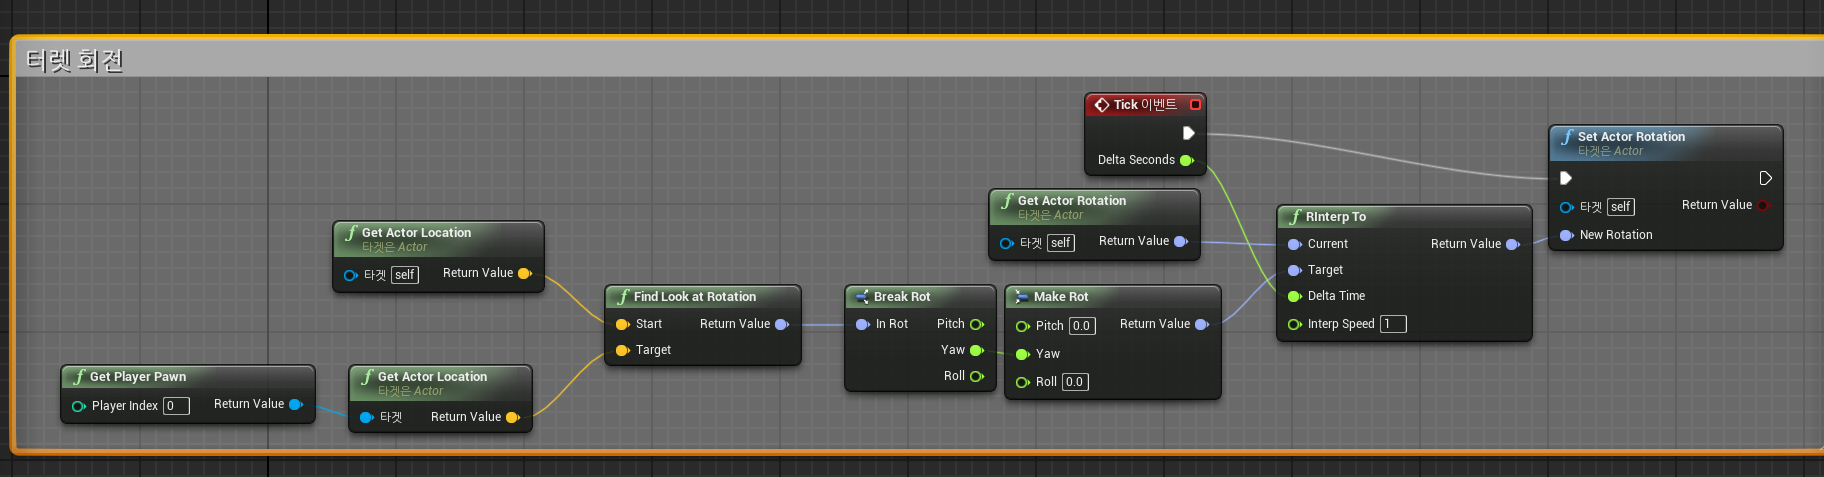 터렛 회전
Tick 이벤트
Delta Seconds
Set Actor Rotation
타겟은 Actor
타겟 self
Return Value
New Rotation
Get Actor Rotation
타겟은 Actor
타겟 self
Return Value
RInterp To
Current
Return Value
Target
Delta Time
Interp Speed 1
Get Actor Location
타겟은 Actor
타겟 self
Return Value
Find Look at Rotation
Start
Return Value
Target
Break Rot
In Rot
Pitch
Yaw
Roll
Make Rot
Pitch 0.0
Return Value
Yaw
Roll 0.0
Get Player Pawn
Player Index 0
Return Value
Get Actor Location
타겟은 Actor
타겟
Return Value